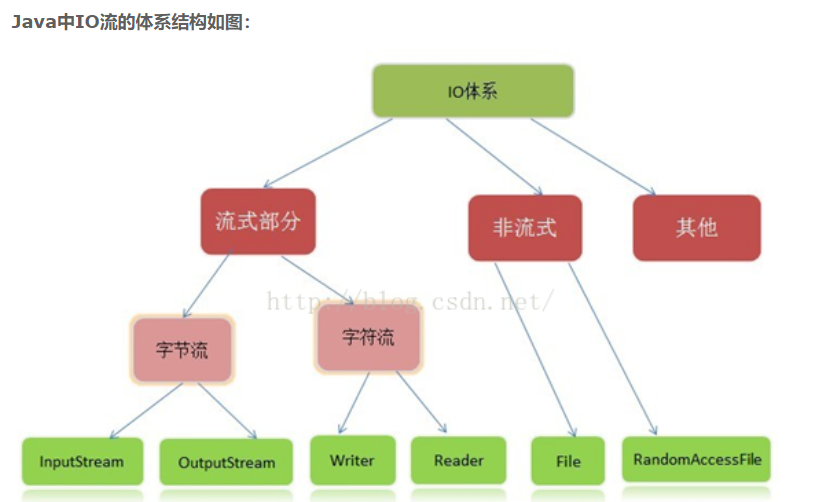 Java中IO流的体系结构如图：
IO体系
流式部分
非流式
其他
http://blog.csdn.net/
字节流
字符流
InputStream
OutputStream
Writer
Reader
File
RandomAccessFile